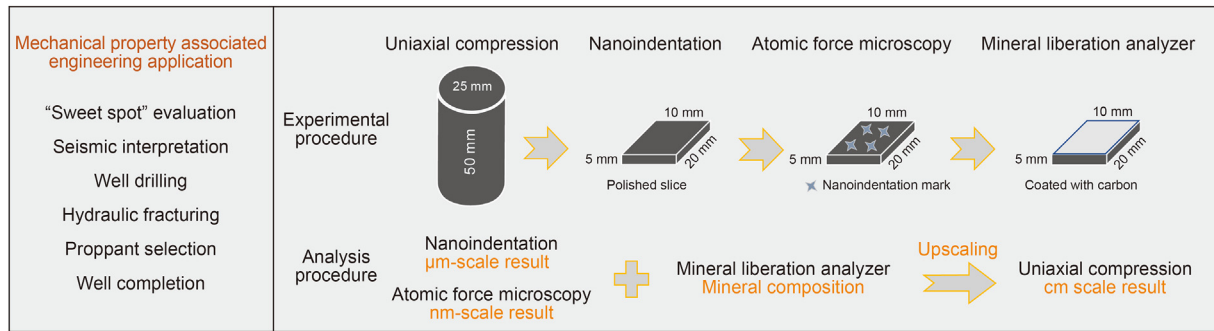 Mechanical property associated
engineering application
“Sweet spot” evaluation
Seismic interpretation
Well drilling
Hydraulic fracturing
Proppant selection
Well completion
Uniaxial compression
Nanoindentation
Atomic force microscopy
Mineral liberation analyzer
Experimental
procedure
25 mm
50 mm
10 mm
5 mm
20 mm
Polished slice
10 mm
5 mm
20 mm
Nanoindentation mark
10 mm
5 mm
20 mm
Coated with carbon
Analysis
procedure
Nanoindentation
μm-scale result
Atomic force microscopy
nm-scale result
Mineral liberation analyzer
Mineral composition
Upscaling
Uniaxial compression
cm scale result